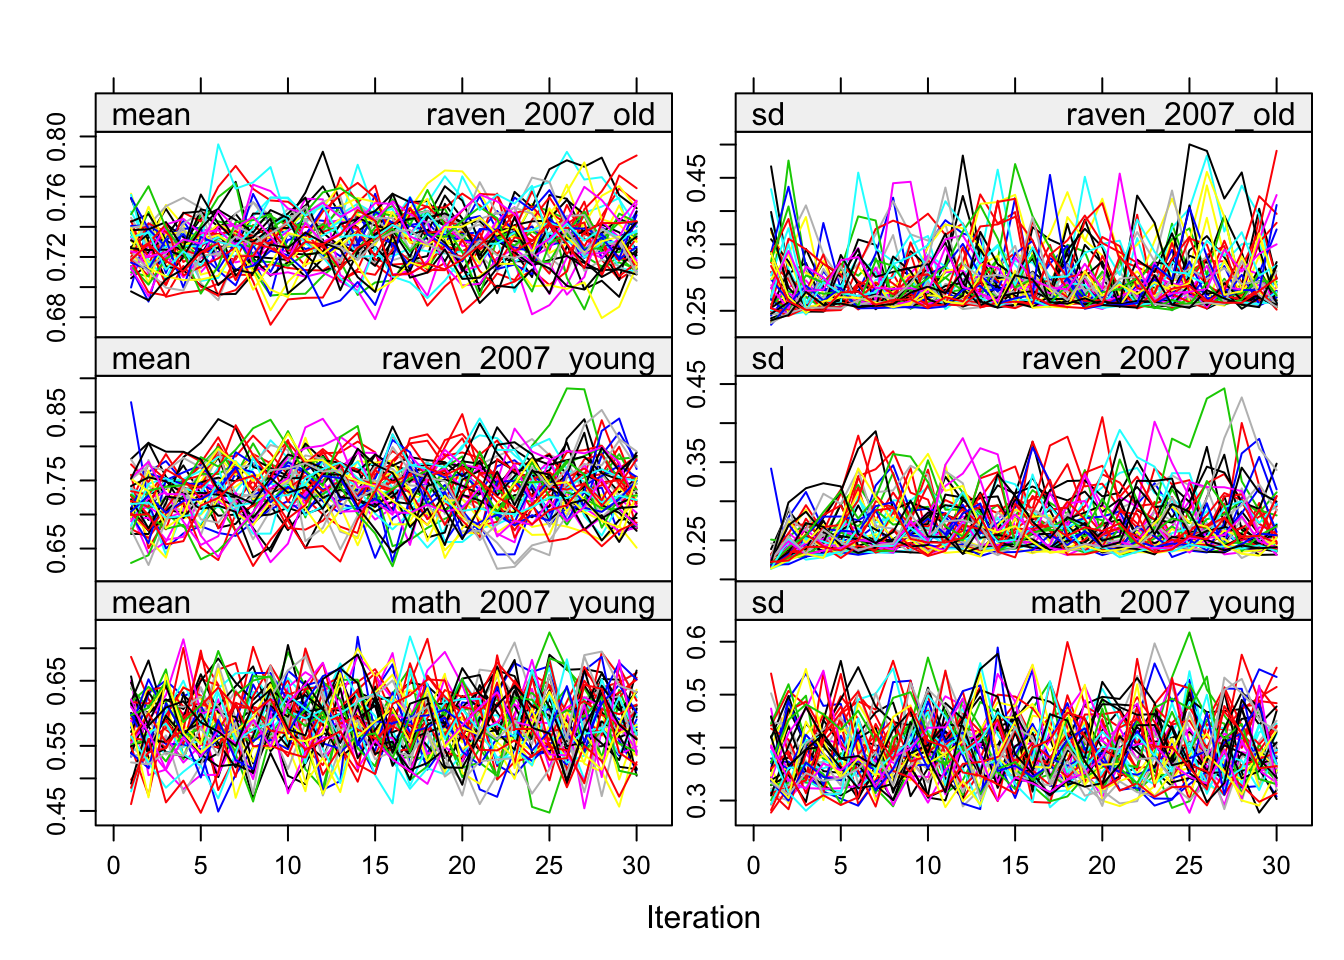 mean raven_2007_old
sd raven_2007_old
0.68 0.72 0.76 0.80
0.25 0.35 0.45
mean raven_2007_young
sd raven_2007_young
0.65 0.75 0.85
0.25 0.35 0.45
mean math_2007_young
sd math_2007_young
0.45 0.55 0.65
0.3 0.4 0.5 0.6
0 5 10 15 20 25 30
0 5 10 15 20 25 30
Iteration